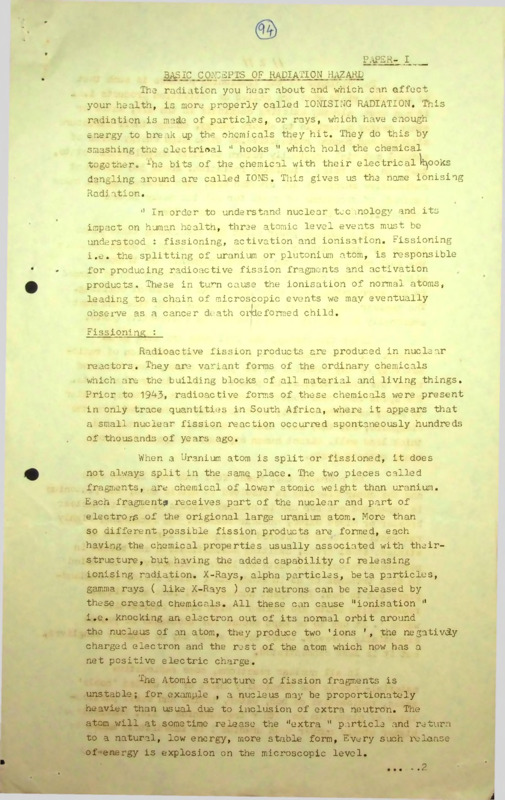 94
PAPER- I
BASIC CONCEPTS OF RADIATION HAZARD
The radiation you hear about and which can affect
your health, is more properly called IONISING RADIATION. This
radiation is made of particles, or rays, which have enough
energy to break up the chemicals they hit. They do this by
smashing the electrical " hooks " which hold the chemical
together. The bits of the chemical with their electrical hooks
dangling around are called IONS. This gives us the name ionising
Radiation.
" In order to understand nuclear technology and its
impact on human health, three atomic level events must be
understood : fissioning, activation and ionisation. Fissioning
i.e. the splitting of uranium or plutonium atom, is responsible
for producing radioactive fission fragments and activation
products. These in turn cause the ionisation of normal atoms,
leading to a chain of microscopic events we may eventually
observe as a cancer death ordeformed child.
Fissioning :
Radioactive fission products are produced in nuclear
reactors. They are variant forms of the ordinary chemicals
which are the building blocks of all material and living things.
Prior to 1943, radioactive forms of these chemicals were present
in only trace quantities in South Africa, where it appears that
a small nuclear fission reaction occurred spontaneously hundreds
of thousands of years ago.
When a Uranium atom is split or fissioned, it does
not always split in the same place. The two pieces called
fragments, are chemical of lower atomic weight than uranium.
Each fragments receives part of the nuclear and part of
electrons of the origional large uranium atom. More than
so different possible fission products are formed, each
having the chemical properties usually associated with their-
structure, but having the added capability of releasing
ionising radiation. X-Rays, alpha particles, beta particles,
gamma rays ( like X-Rays ) or neutrons can be released by
these created chemicals. All these can cause "ionisation "
i.e. knocking an electron out of its normal orbit around
the nucleus of an atom, they produce two 'ions ', the negatively
charged electron and the rest of the atom which now has a
net positive electric charge.
The Atomic structure of fission fragments is
unstable; for example , a nucleus may be proportionately
heavier than usual due to inclusion of extra neutron. The
atom will at sometime release the "extra " particle and return
to a natural, low energy, more stable form, Every such release
of energy is explosion on the microscopic level.
... ..2